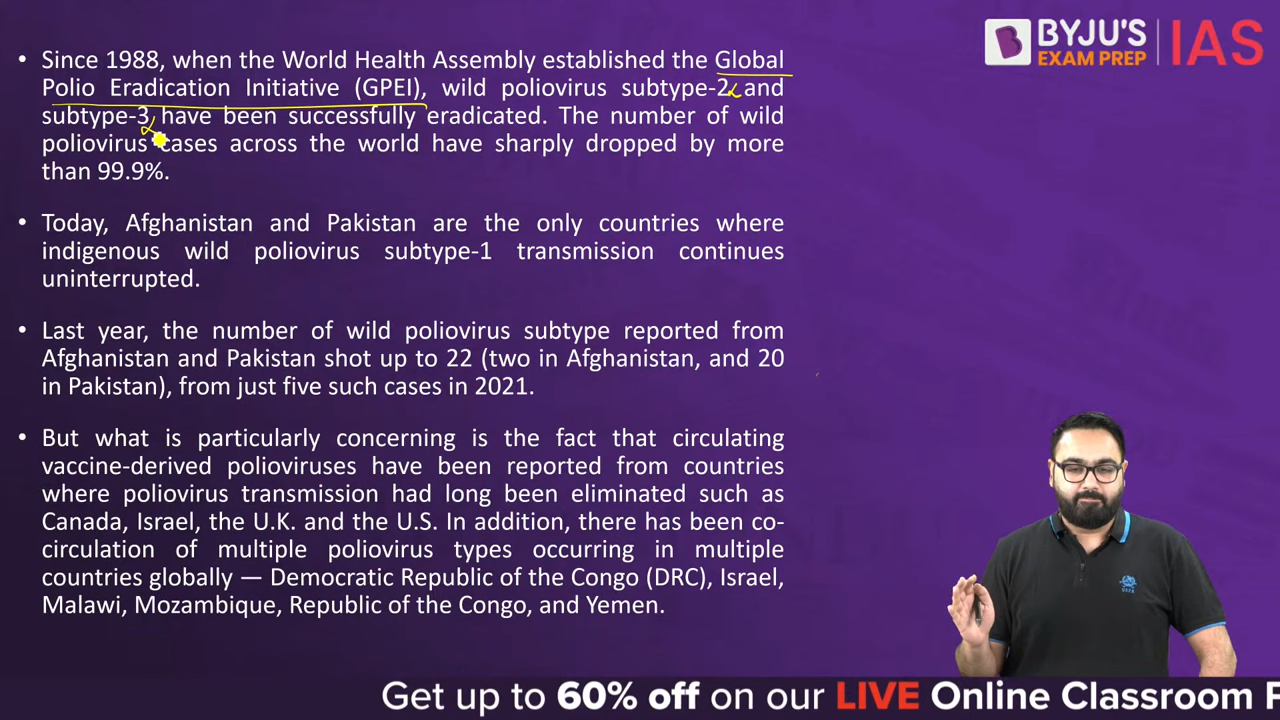 BYJU'S
EXAM PREP
IAS
• Since 1988, when the World Health Assembly established the Global
Polio Eradication Initiative (GPEI), wild poliovirus subtype-2 and
subtype-3 have been successfully eradicated. The number of wild
poliovirus cases across the world have sharply dropped by more
than 99.9%.
• Today, Afghanistan and Pakistan are the only countries where
indigenous wild poliovirus subtype-1 transmission continues
uninterrupted.
• Last year, the number of wild poliovirus subtype reported from
Afghanistan and Pakistan shot up to 22 (two in Afghanistan, and 20
in Pakistan), from just five such cases in 2021.
• But what is particularly concerning is the fact that circulating
vaccine-derived polioviruses have been reported from countries
where poliovirus transmission had long been eliminated such as
Canada, Israel, the U.K. and the U.S. In addition, there has been co-
circulation of multiple poliovirus types occurring in multiple
countries globally — Democratic Republic of the Congo (DRC), Israel,
Malawi, Mozambique, Republic of the Congo, and Yemen.
Get up to 60% off on our LIVE Online Classroom F